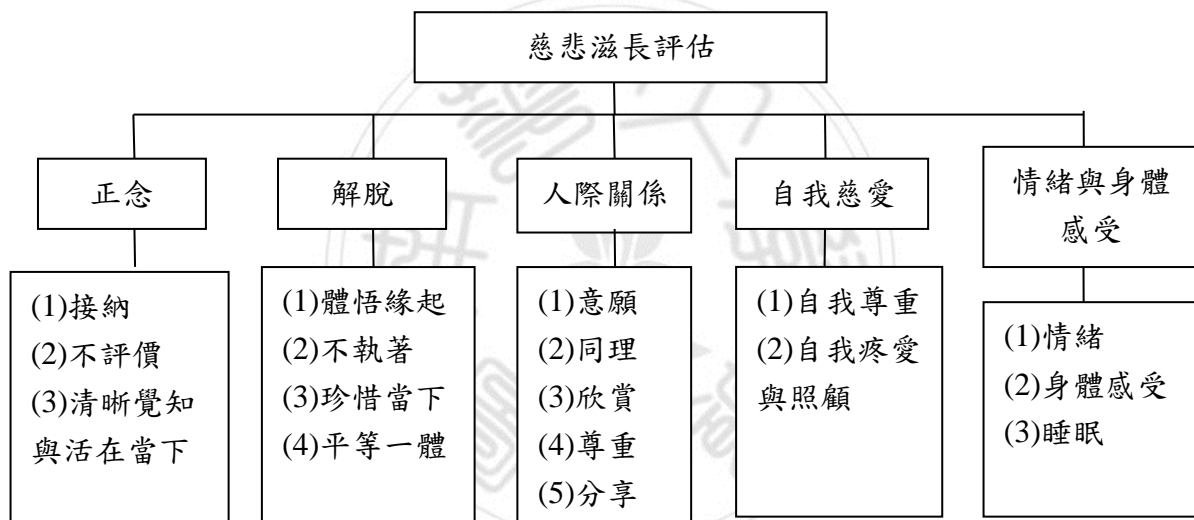 慈悲滋長評估
正念
解脫
人際關係
自我慈愛
情緒與身體
感受
(1)接納
(2)不評價
(3)清晰覺知
與活在當下
(1)體悟緣起
(2)不執著
(3)珍惜當下
(4)平等一體
(1)意願
(2)同理
(3)欣賞
(4)尊重
(5)分享
(1)自我尊重
(2)自我疼愛
與照顧
(1)情緒
(2)身體感受
(3)睡眠